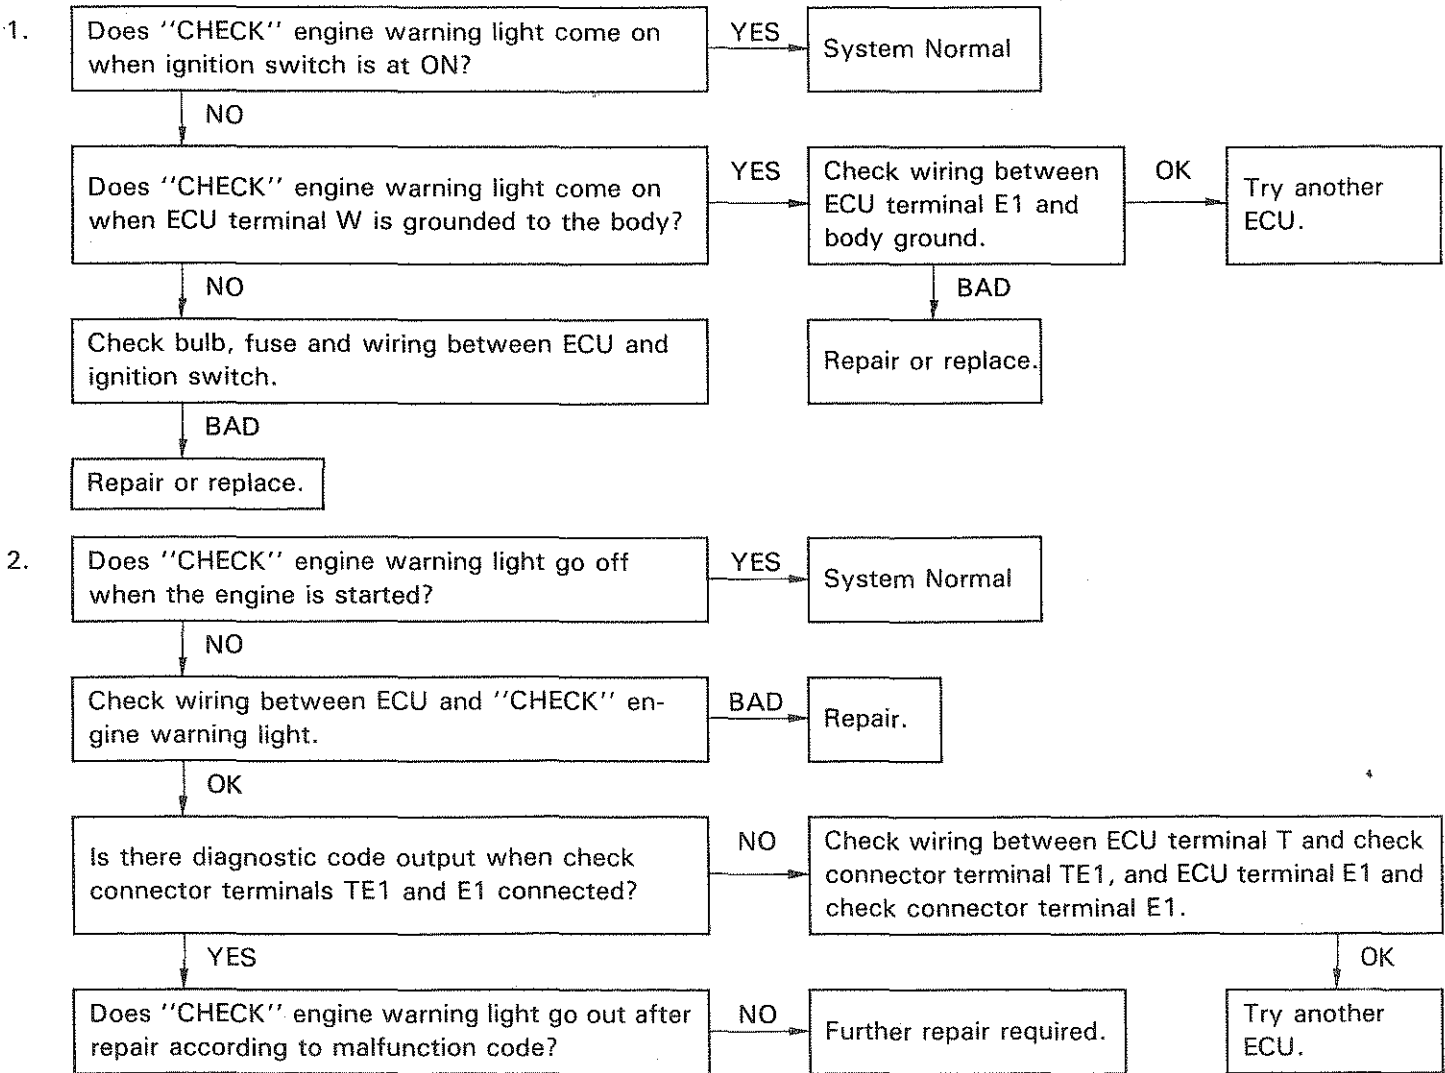 1.
Does ''CHECK'' engine warning light come on
when ignition switch is at ON?
YES
System Normal
NO
Does ''CHECK'' engine warning light come on
when ECU terminal W is grounded to the body?
YES
Check wiring between
ECU terminal E1 and
body ground.
OK
Try another
ECU.
NO
BAD
Check bulb, fuse and wiring between ECU and
ignition switch.
Repair or replace.
BAD
Repair or replace.
2.
Does ''CHECK'' engine warning light go off
when the engine is started?
YES
System Normal
NO
Check wiring between ECU and ''CHECK'' en-
gine warning light.
BAD
Repair.
OK
Is there diagnostic code output when check
connector terminals TE1 and E1 connected?
NO
Check wiring between ECU terminal T and check
connector terminal TE1, and ECU terminal E1 and
check connector terminal E1.
YES
OK
Does ''CHECK'' engine warning light go out after
repair according to malfunction code?
NO
Further repair required.
Try another
ECU.